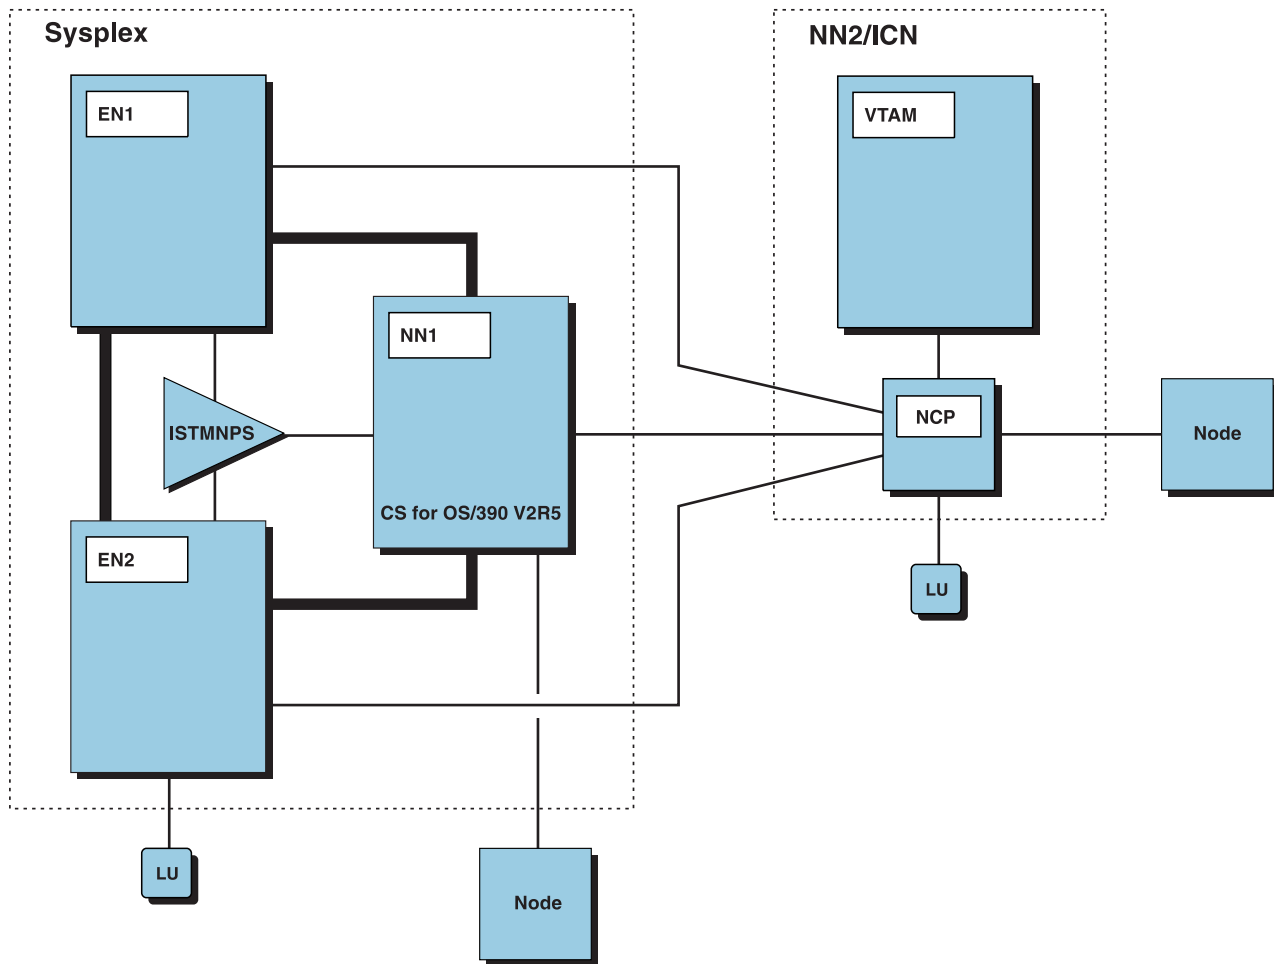 Sysplex
NN2/ICN
EN1
VTAM
NN1
NCP
ISTMNPS
Node
CS for OS/390 V2R5
EN2
LU
LU
Node